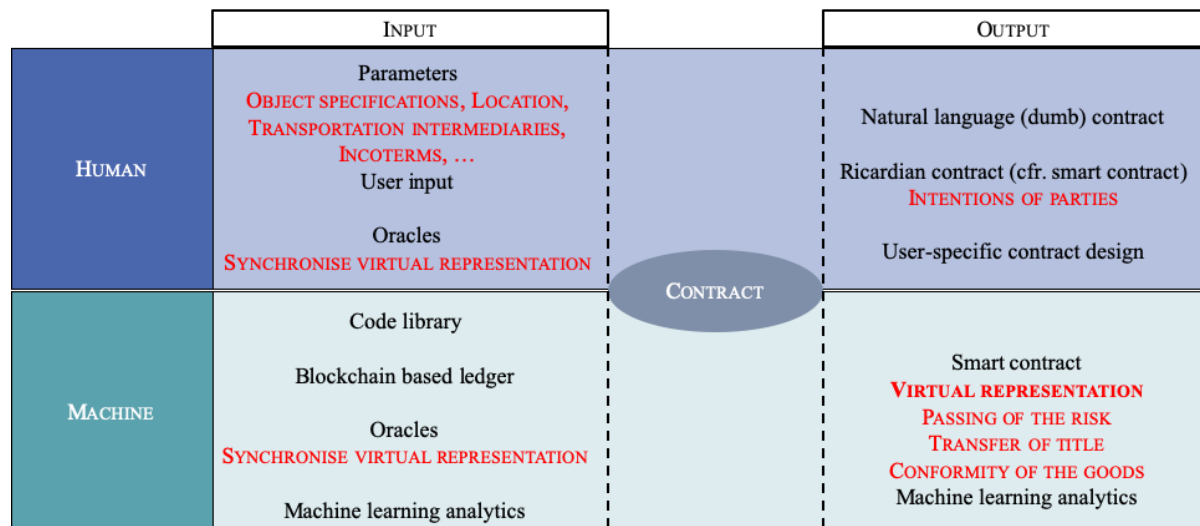 INPUT
OUTPUT
HUMAN
Parameters
OBJECT SPECIFICATIONS, LOCATION,
TRANSPORTATION INTERMEDIARIES,
INCOTERMS, …
User input
Oracles
SYNCHRONISE VIRTUAL REPRESENTATION
Natural language (dumb) contract
Ricardian contract (cfr. smart contract)
INTENTIONS OF PARTIES
User-specific contract design
CONTRACT
MACHINE
Code library
Blockchain based ledger
Oracles
SYNCHRONISE VIRTUAL REPRESENTATION
Machine learning analytics
Smart contract
VIRTUAL REPRESENTATION
PASSING OF THE RISK
TRANSFER OF TITLE
CONFORMITY OF THE GOODS
Machine learning analytics